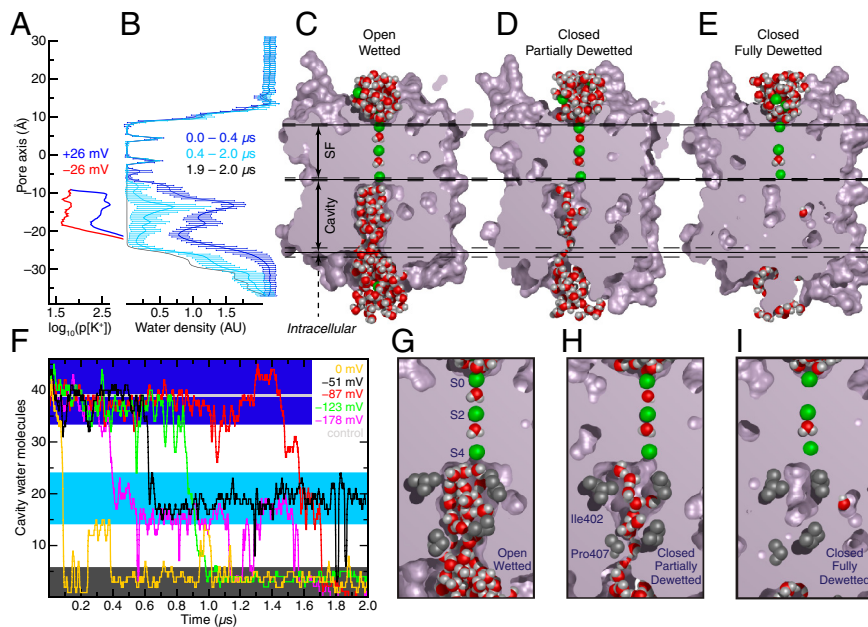 A
B
C
D
E
Open
Wetted
Closed
Partially Dewetted
Closed
Fully Dewetted
Pore axis (Å)
30
20
10
0
−10
−20
−30
+26 mV
−26 mV
0.0 – 0.4 µs
0.4 – 2.0 µs
1.9 – 2.0 µs
SF
Cavity
Intracellular
1.5 2.5
log10(p[K+])
0.5 1.0 1.5
Water density (AU)
F
G
H
I
Cavity water molecules
40
30
20
10
0 mV
−51 mV
−87 mV
−123 mV
−178 mV
control
0.2 0.4 0.6 0.8 1.0 1.2 1.4 1.6 1.8 2.0
Time (µs)
S0
S2
S4
Open
Wetted
Ile402
Pro407
Closed
Partially
Dewetted
Closed
Fully
Dewetted